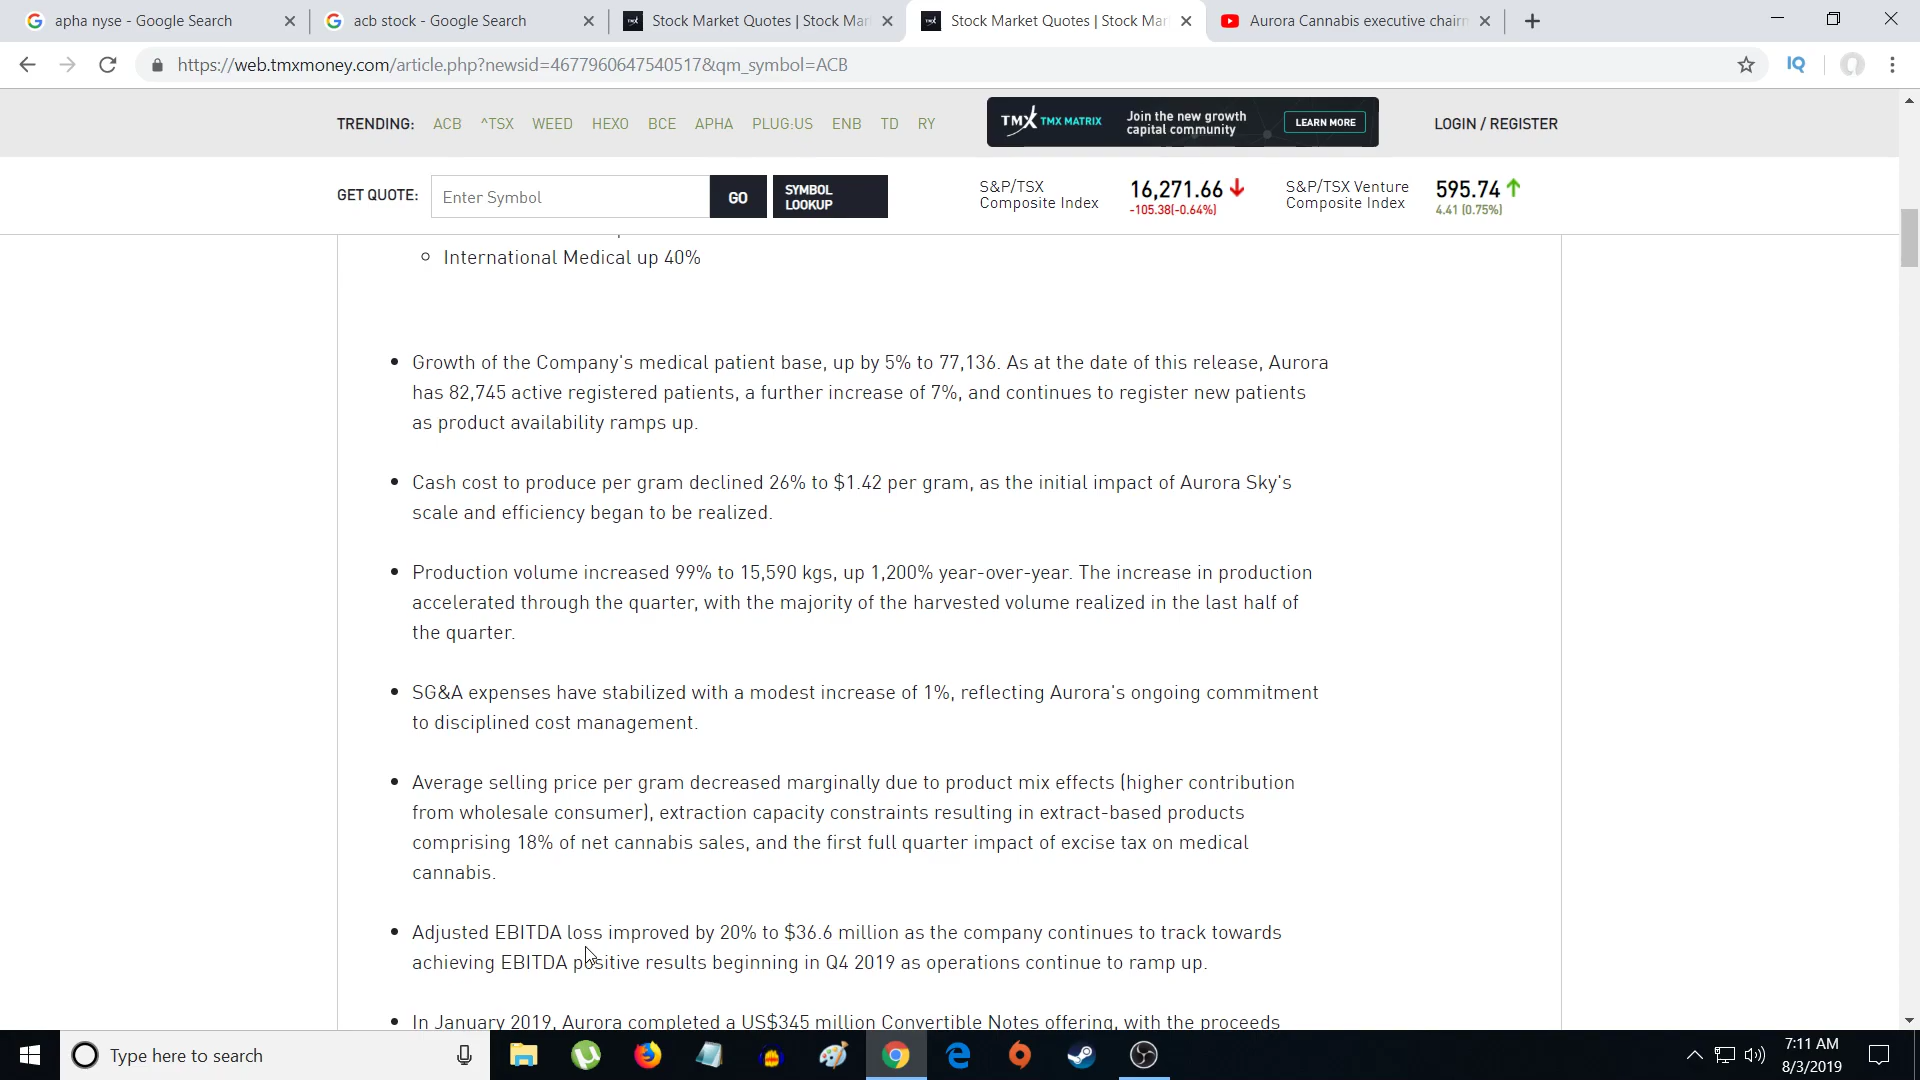 apha nyse - Google Search
acb stock - Google Search
Stock Market Quotes | Stock Mar
Stock Market Quotes | Stock Mar
Aurora Cannabis executive chairm
https://web.tmxmoney.com/article.php?newsid=4677960647540517&qm_symbol=ACB
IQ
TRENDING: ACB ^TSX WEED HEXO BCE APHA PLUG:US ENB TD RY
TMX TMX MATRIX
Join the new growth
capital community
LEARN MORE
LOGIN / REGISTER
GET QUOTE:
Enter Symbol
GO
SYMBOL
LOOKUP
S&P/TSX
Composite Index
16,271.66
-105.38(-0.64%)
S&P/TSX Venture
Composite Index
595.74
4.41 (0.75%)
International Medical up 40%
Growth of the Company's medical patient base, up by 5% to 77,136. As at the date of this release, Aurora
has 82,745 active registered patients, a further increase of 7%, and continues to register new patients
as product availability ramps up.
Cash cost to produce per gram declined 26% to $1.42 per gram, as the initial impact of Aurora Sky's
scale and efficiency began to be realized.
Production volume increased 99% to 15,590 kgs, up 1,200% year-over-year. The increase in production
accelerated through the quarter, with the majority of the harvested volume realized in the last half of
the quarter.
SG&A expenses have stabilized with a modest increase of 1%, reflecting Aurora's ongoing commitment
to disciplined cost management.
Average selling price per gram decreased marginally due to product mix effects (higher contribution
from wholesale consumer), extraction capacity constraints resulting in extract-based products
comprising 18% of net cannabis sales, and the first full quarter impact of excise tax on medical
cannabis.
Adjusted EBITDA loss improved by 20% to $36.6 million as the company continues to track towards
achieving EBITDA positive results beginning in Q4 2019 as operations continue to ramp up.
In January 2019, Aurora completed a US$345 million Convertible Notes offering, with the proceeds
Type here to search
7:11 AM
8/3/2019